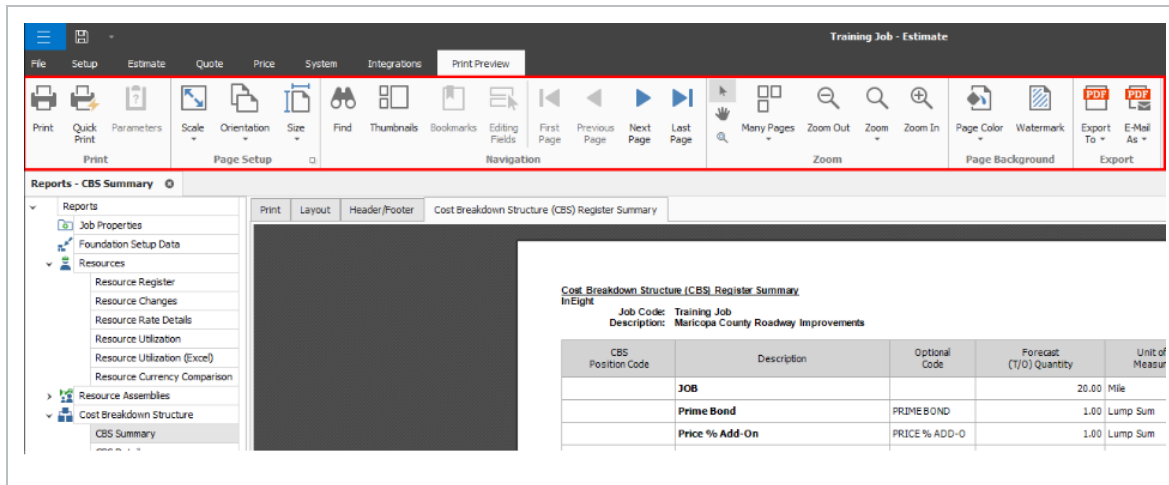 Training Job - Estimate
File Setup Estimate Quote Price System Integrations Print Preview
Print Quick Print Parameters Scale Orientation Size Find Thumbnails Bookmarks Editing Fields First Page Previous Page Next Page Last Page Many Pages Zoom Out Zoom Zoom In Page Color Watermark PDF Export To PDF E-Mail As
Print Page Setup Navigation Zoom Page Background Export
Reports - CBS Summary
Reports
Print Layout Header/Footer Cost Breakdown Structure (CBS) Register Summary
Job Properties
Foundation Setup Data
Resources
Resource Register
Resource Changes
Resource Rate Details
Resource Utilization
Resource Utilization (Excel)
Resource Currency Comparison
Resource Assemblies
Cost Breakdown Structure
CBS Summary
Cost Breakdown Structure (CBS) Register Summary
InEight
Job Code: Training Job
Description: Maricopa County Roadway Improvements
CBS Position Code Description Optional Code Forecast (T/O) Quantity Unit of
JOB 20.00 Mile
Prime Bond PRIMEBOND 1.00 Lump Sum
Price % Add-On PRICE % ADD-O 1.00 Lump Sum